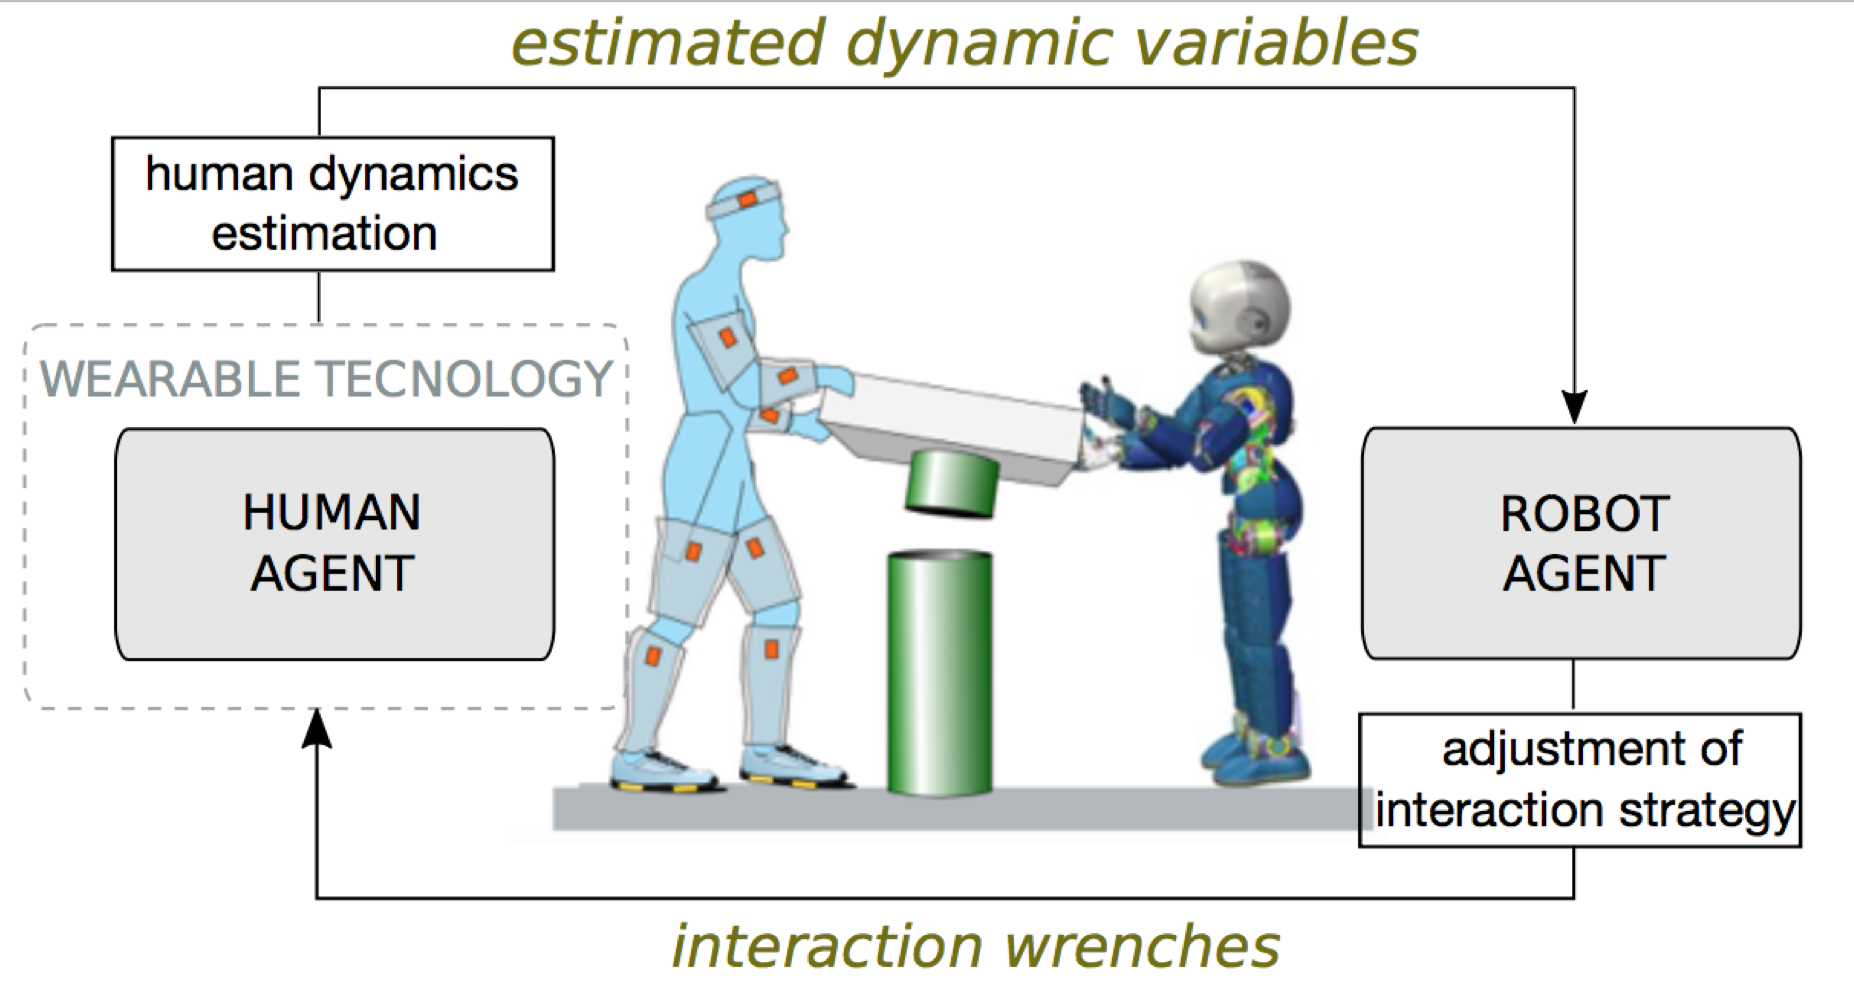 estimated dynamic variables
human dynamics
estimation
WEARABLE TECNOLOGY
HUMAN
AGENT
ROBOT
AGENT
adjustment of
interaction strategy
interaction wrenches